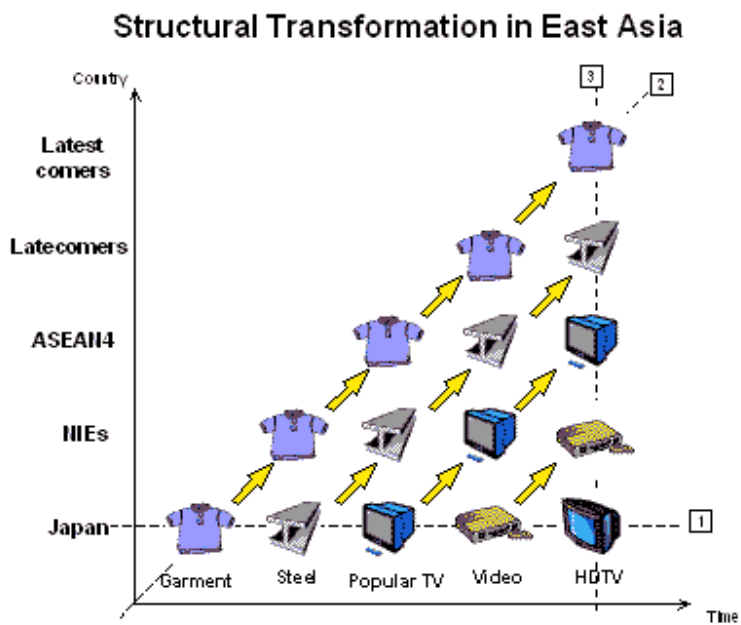 Structural Transformation in East Asia
Country
3
2
Latest
comers
Latecomers
ASEAN4
NIEs
Japan
1
Garment
Steel
Popular TV
Video
HDTV
Time